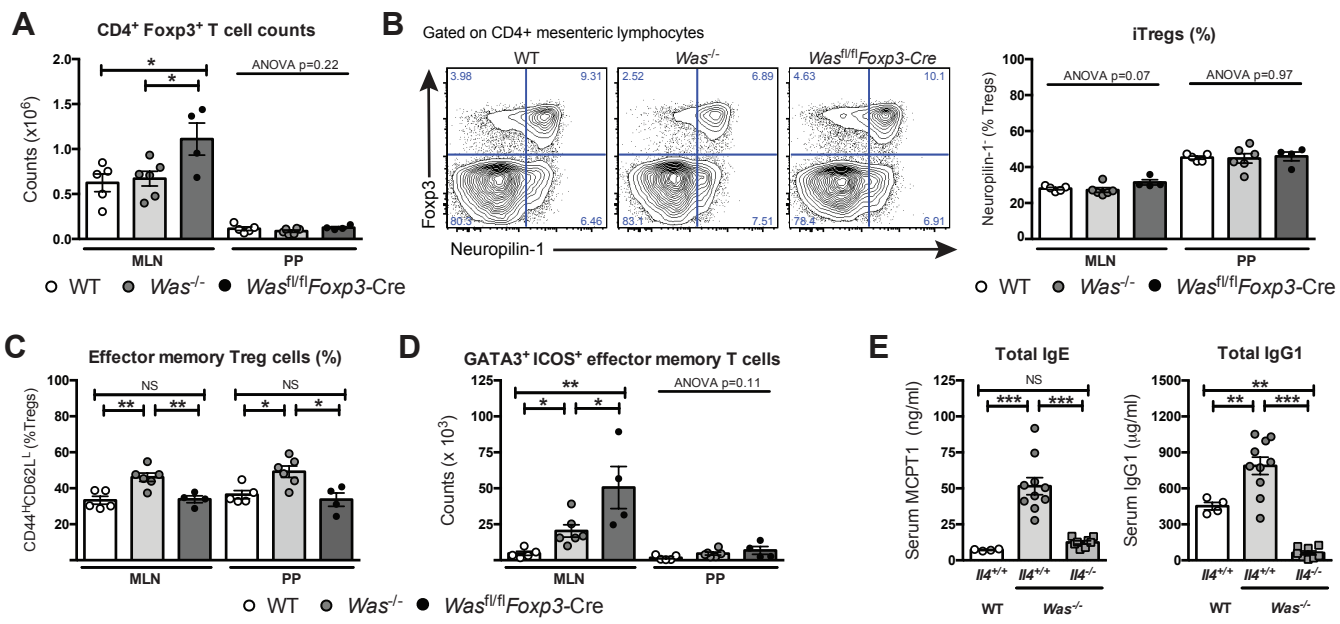 A
CD4+ Foxp3+ T cell counts
Counts (x10⁶)
2.0
1.5
1.0
0.5
0.0
*
*
ANOVA p=0.22
MLN
PP
WT
Was-/-
Wasfl/flFoxp3-Cre
B
Gated on CD4+ mesenteric lymphocytes
WT
Was-/-
Wasfl/flFoxp3-Cre
3.98
9.31
80.3
6.46
2.52
6.89
83.1
7.51
4.63
10.1
78.4
6.91
Foxp3
Neuropilin-1
iTregs (%)
Neuropilin-1- (% Tregs)
100
80
60
40
20
0
ANOVA p=0.07
ANOVA p=0.97
MLN
PP
WT
Was-/-
Wasfl/flFoxp3-Cre
C
Effector memory Treg cells (%)
CD44ᴴCD62Lᴸ (%Tregs)
100
80
60
40
20
NS
**
**
NS
*
*
MLN
PP
D
GATA3+ ICOS+ effector memory T cells
Counts (x 10³)
125
100
75
50
25
0
**
*
*
ANOVA p=0.11
MLN
PP
WT
Was-/-
Wasfl/flFoxp3-Cre
E
Total IgE
Serum MCPT1 (ng/ml)
125
100
75
50
25
0
NS
***
***
Il4+/+
Il4+/+
Il4-/-
WT
Was-/-
Total IgG1
Serum IgG1 (µg/ml)
1500
1200
900
600
300
0
**
**
***
Il4+/+
Il4+/+
Il4-/-
WT
Was-/-